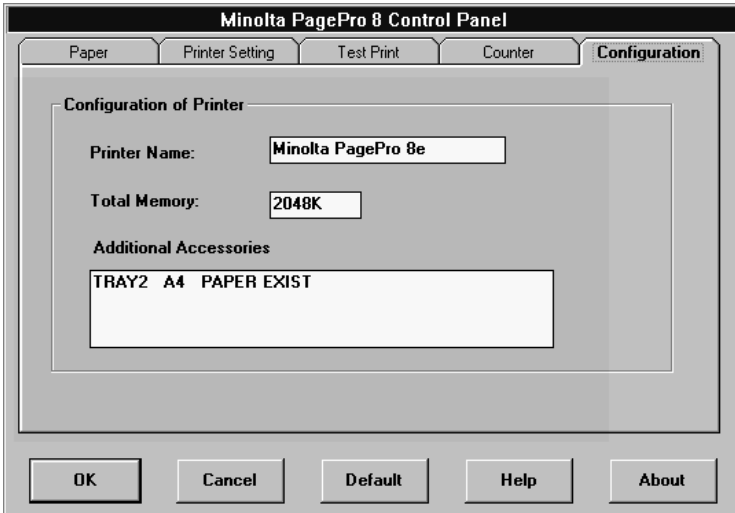 Minolta PagePro 8 Control Panel
Paper Printer Setting Test Print Counter Configuration
Configuration of Printer
Printer Name: Minolta PagePro 8e
Total Memory: 2048K
Additional Accessories
TRAY2 A4 PAPER EXIST
OK Cancel Default Help About